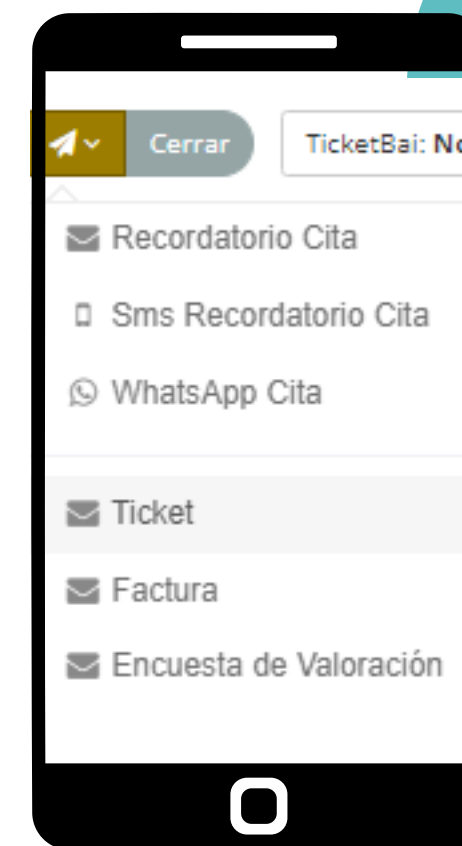 Cerrar TicketBai: No
Recordatorio Cita
Sms Recordatorio Cita
WhatsApp Cita
Ticket
Factura
Encuesta de Valoración